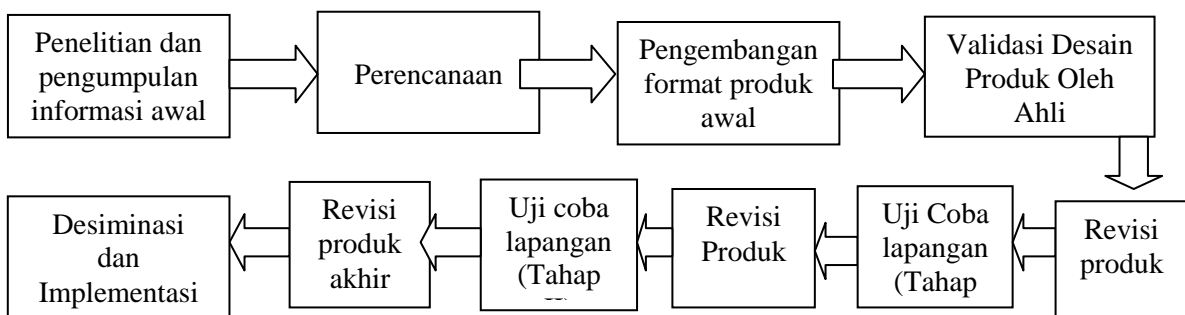 Penelitian dan
pengumpulan
informasi awal
Perencanaan
Pengembangan
format produk
awal
Validasi Desain
Produk Oleh
Ahli
Revisi
produk
Uji Coba
lapangan
(Tahap
Revisi
Produk
Uji coba
lapangan
(Tahap
Revisi
produk
akhir
Desiminasi
dan
Implementasi